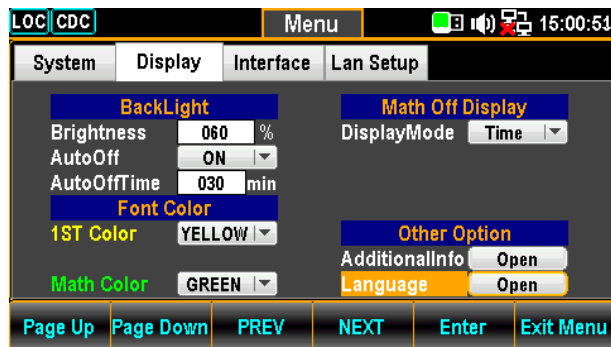 LOC CDC Menu 15:00:51
System Display Interface Lan Setup
BackLight
Brightness 060 %
AutoOff ON
AutoOffTime 030 min
Font Color
1ST Color YELLOW
Math Color GREEN
Math Off Display
DisplayMode Time
Other Option
AdditionalInfo Open
Language Open
Page Up Page Down PREV NEXT Enter Exit Menu